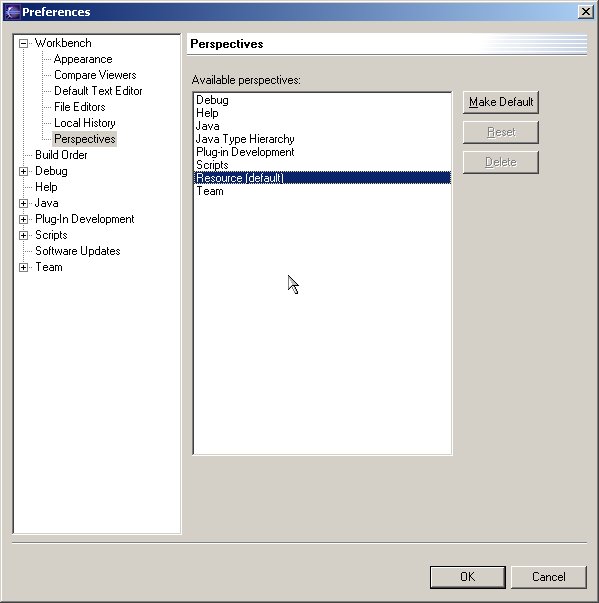 Preferences
Workbench
Appearance
Compare Viewers
Default Text Editor
File Editors
Local History
Perspectives
Build Order
Debug
Help
Java
Plug-In Development
Scripts
Software Updates
Team
Perspectives
Available perspectives:
Debug
Help
Java
Java Type Hierarchy
Plug-in Development
Scripts
Resource (default)
Team
Make Default
Reset
Delete
OK
Cancel